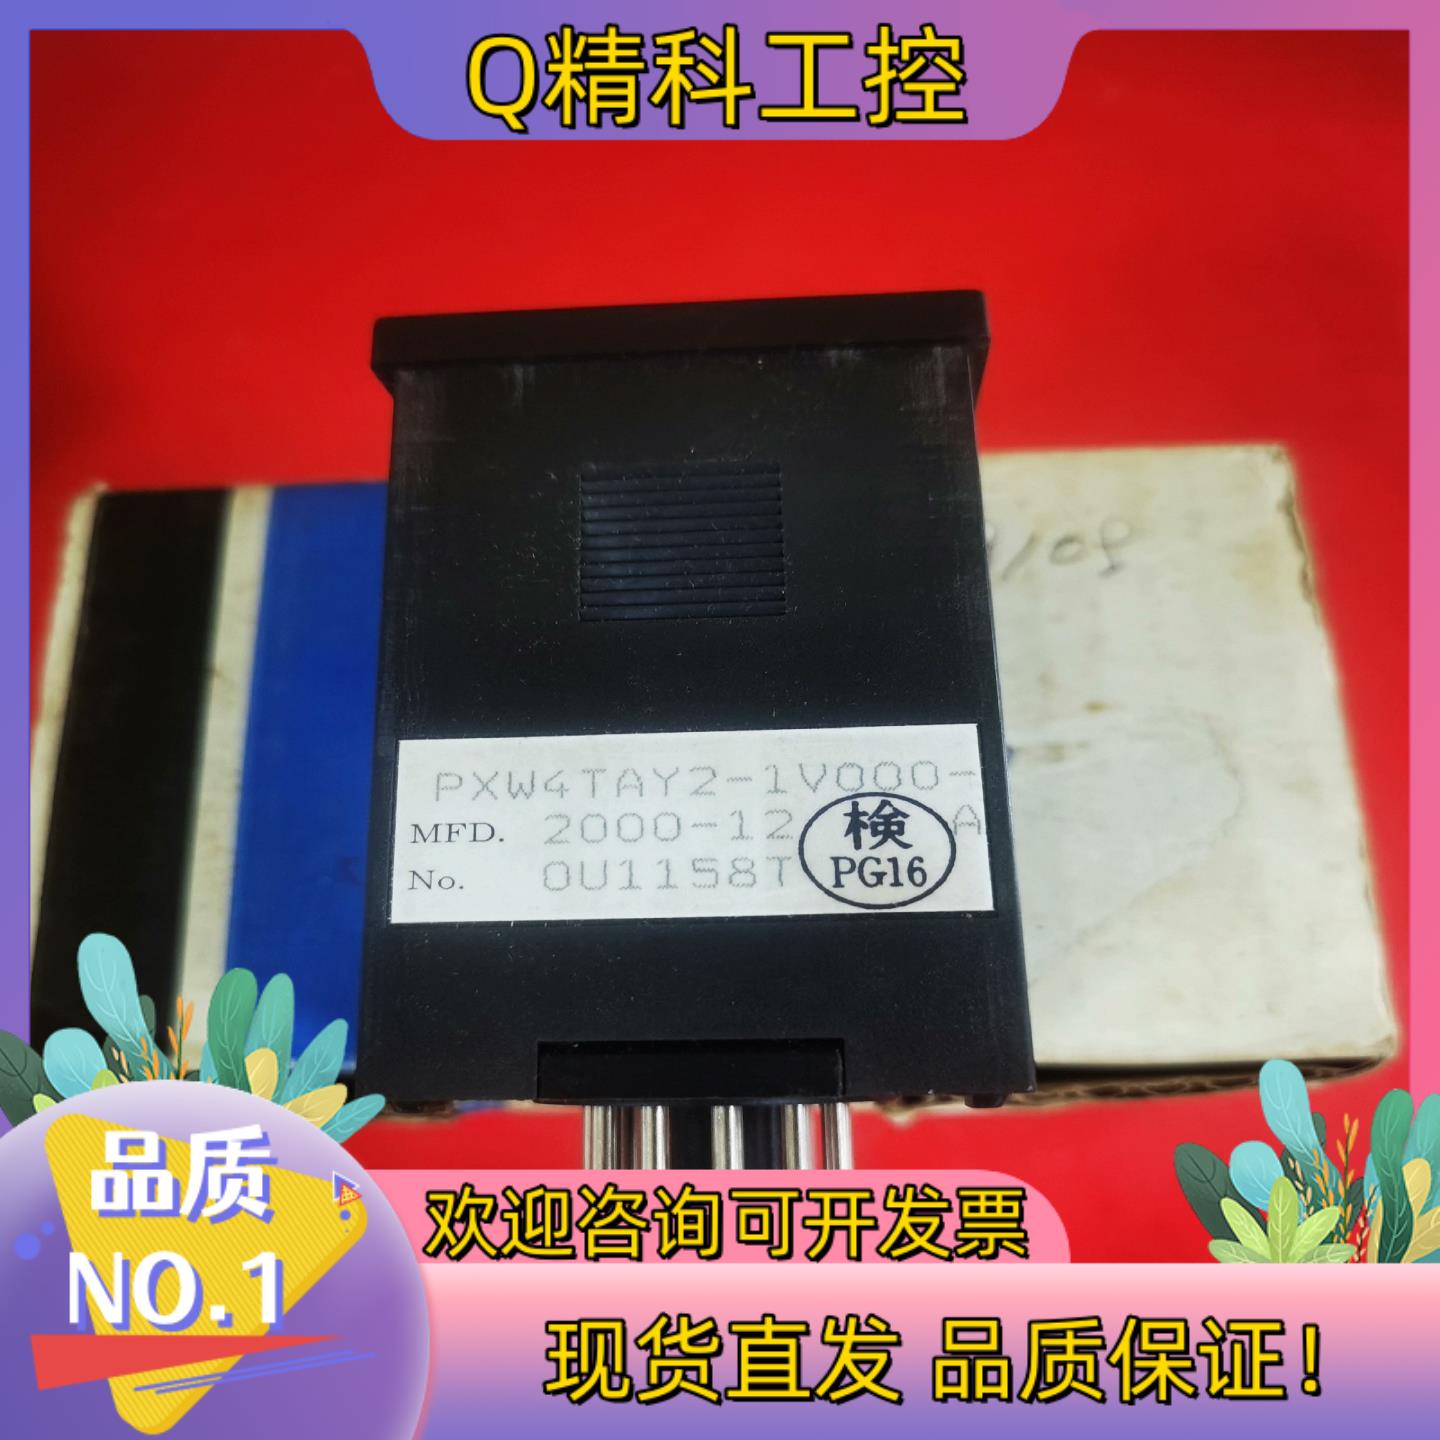 Q精科工控
PXW4TAY2-1V000-
MFD. 2000-12 A
No. 0U1158T
検
PG16
品质
NO.1
欢迎咨询可开发票
现货直发 品质保证！